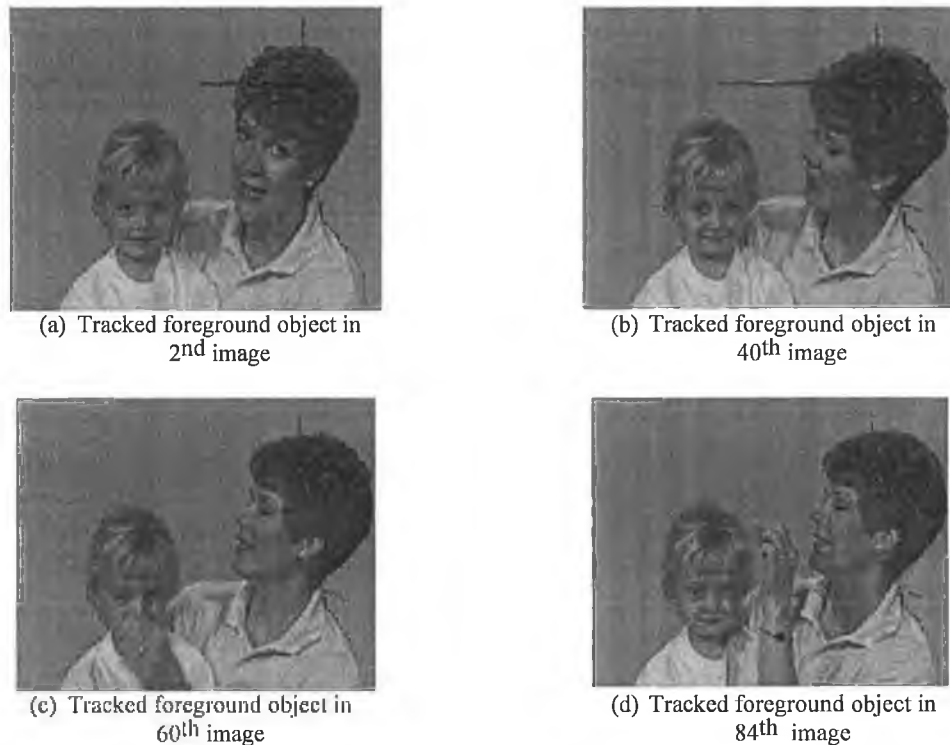 (a) Tracked foreground object in
2nd image
(b) Tracked foreground object in
40th image
(c) Tracked foreground object in
60th image
(d) Tracked foreground object in
84th image